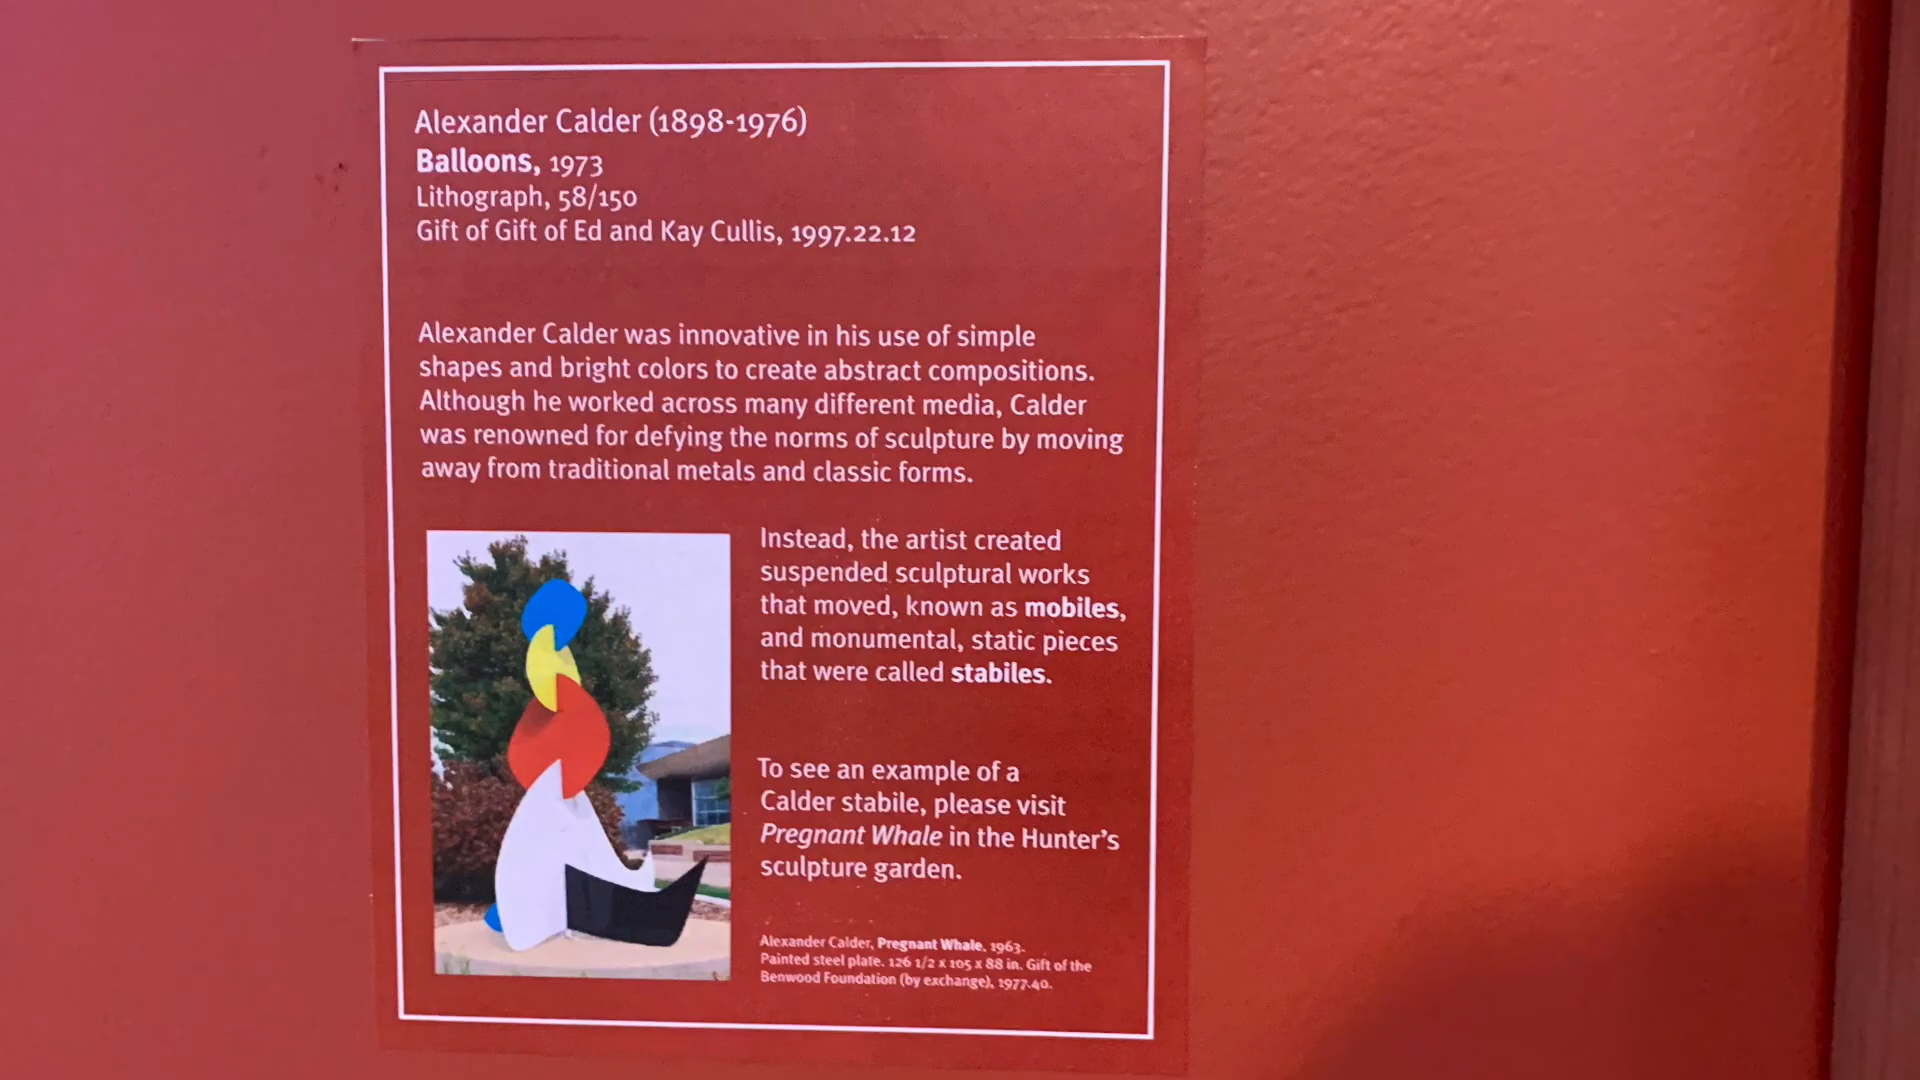 Alexander Calder (1898-1976)
Balloons, 1973
Lithograph, 58/150
Gift of Gift of Ed and Kay Cullis, 1997.22.12
Alexander Calder was innovative in his use of simple
shapes and bright colors to create abstract compositions.
Although he worked across many different media, Calder
was renowned for defying the norms of sculpture by moving
away from traditional metals and classic forms.
Instead, the artist created
suspended sculptural works
that moved, known as mobiles,
and monumental, static pieces
that were called stabiles.
To see an example of a
Calder stabile, please visit
Pregnant Whale in the Hunter's
sculpture garden.
Alexander Calder, Pregnant Whale, 1963.
Painted steel plate. 126 1/2 x 105 x 88 in. Gift of the
Benwood Foundation (by exchange), 1977.40.